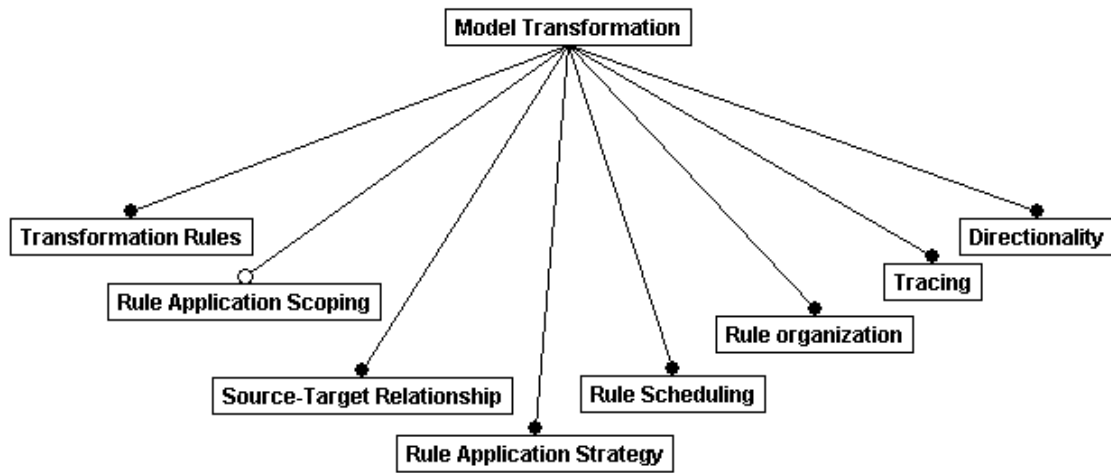 Model Transformation
Transformation Rules
Directionality
Rule Application Scoping
Tracing
Rule organization
Source-Target Relationship
Rule Scheduling
Rule Application Strategy